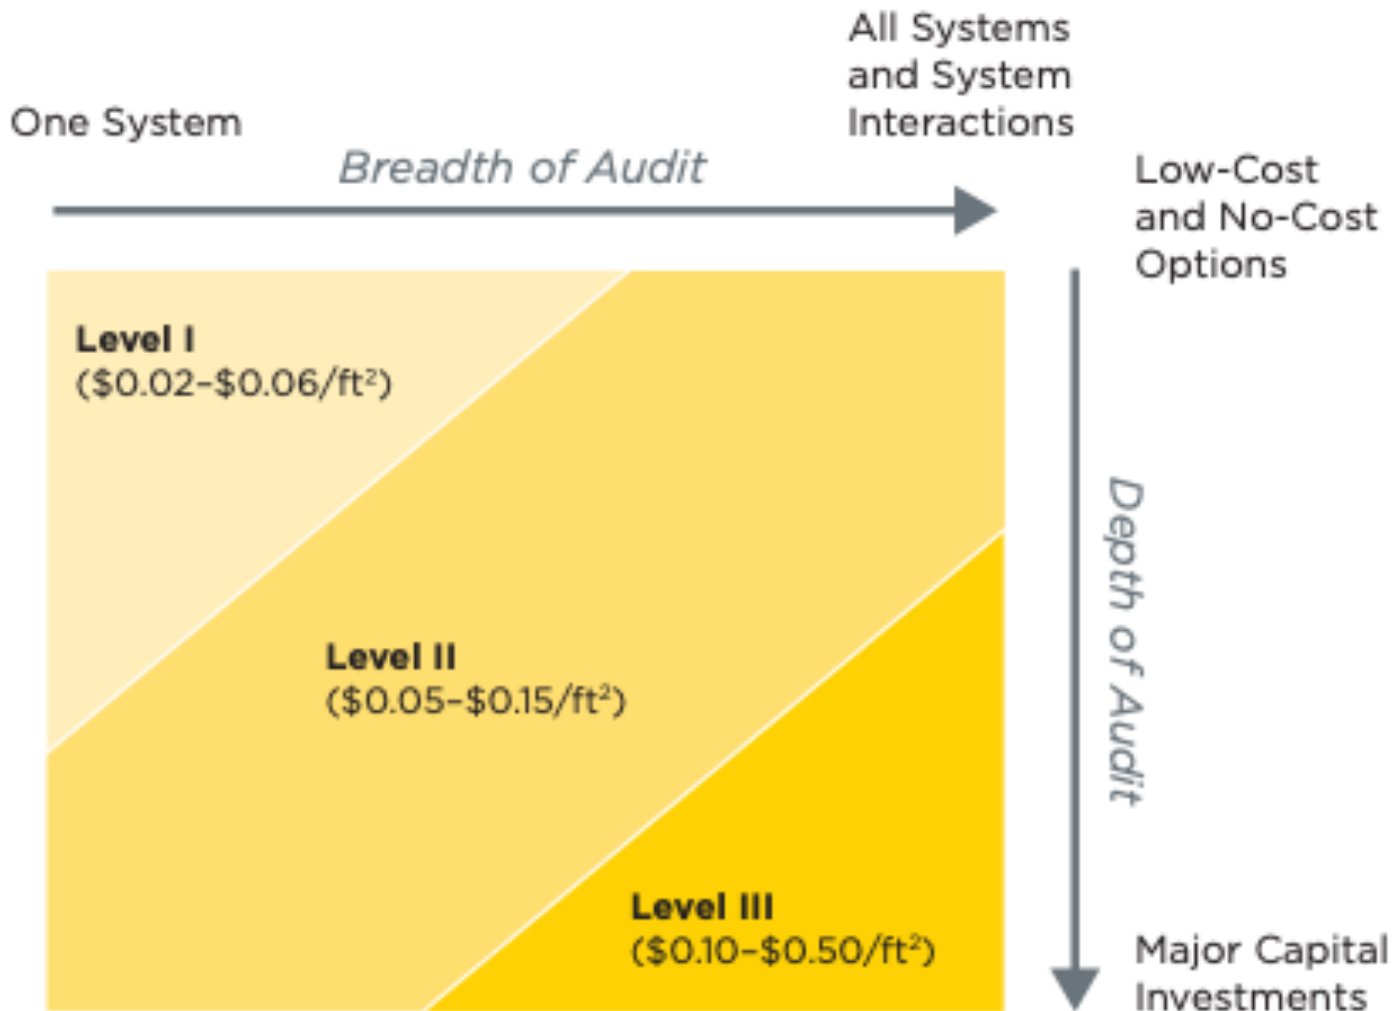 All Systems
and System
Interactions
One System
Breadth of Audit
Low-Cost
and No-Cost
Options
Level I
($0.02–$0.06/ft²)
Level II
($0.05–$0.15/ft²)
Depth of Audit
Level III
($0.10–$0.50/ft²)
Major Capital
Investments